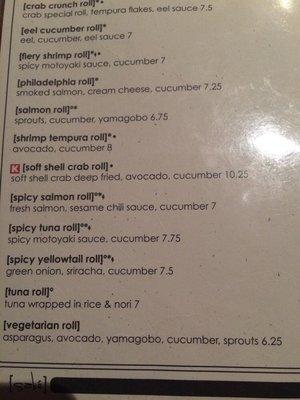 [crab crunch roll]*•
crab special roll, tempura flakes, eel sauce 7.5
[eel cucumber roll]*
eel, cucumber, eel sauce 7
[fiery shrimp roll]*•
spicy motoyaki sauce, cucumber 7
[philadelphia roll]*
smoked salmon, cream cheese, cucumber 7.25
[salmon roll]°*
sprouts, cucumber, yamagobo 6.75
[shrimp tempura roll]*•
avocado, cucumber 8
K [soft shell crab roll]•
soft shell crab deep fried, avocado, cucumber 10.25
[spicy salmon roll]°*
fresh salmon, sesame chili sauce, cucumber 7
[spicy tuna roll]°*
spicy motoyaki sauce, cucumber 7.75
[spicy yellowtail roll]°*
green onion, sriracha, cucumber 7.5
[tuna roll]°
tuna wrapped in rice & nori 7
[vegetarian roll]
asparagus, avocado, yamagobo, cucumber, sprouts 6.25